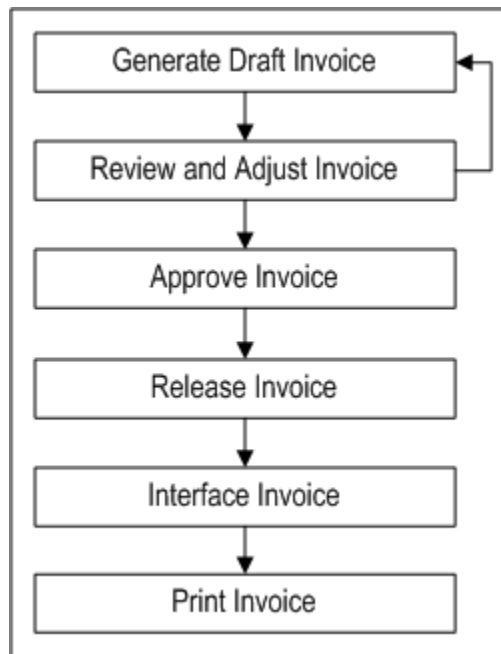 Generate Draft Invoice
Review and Adjust Invoice
Approve Invoice
Release Invoice
Interface Invoice
Print Invoice